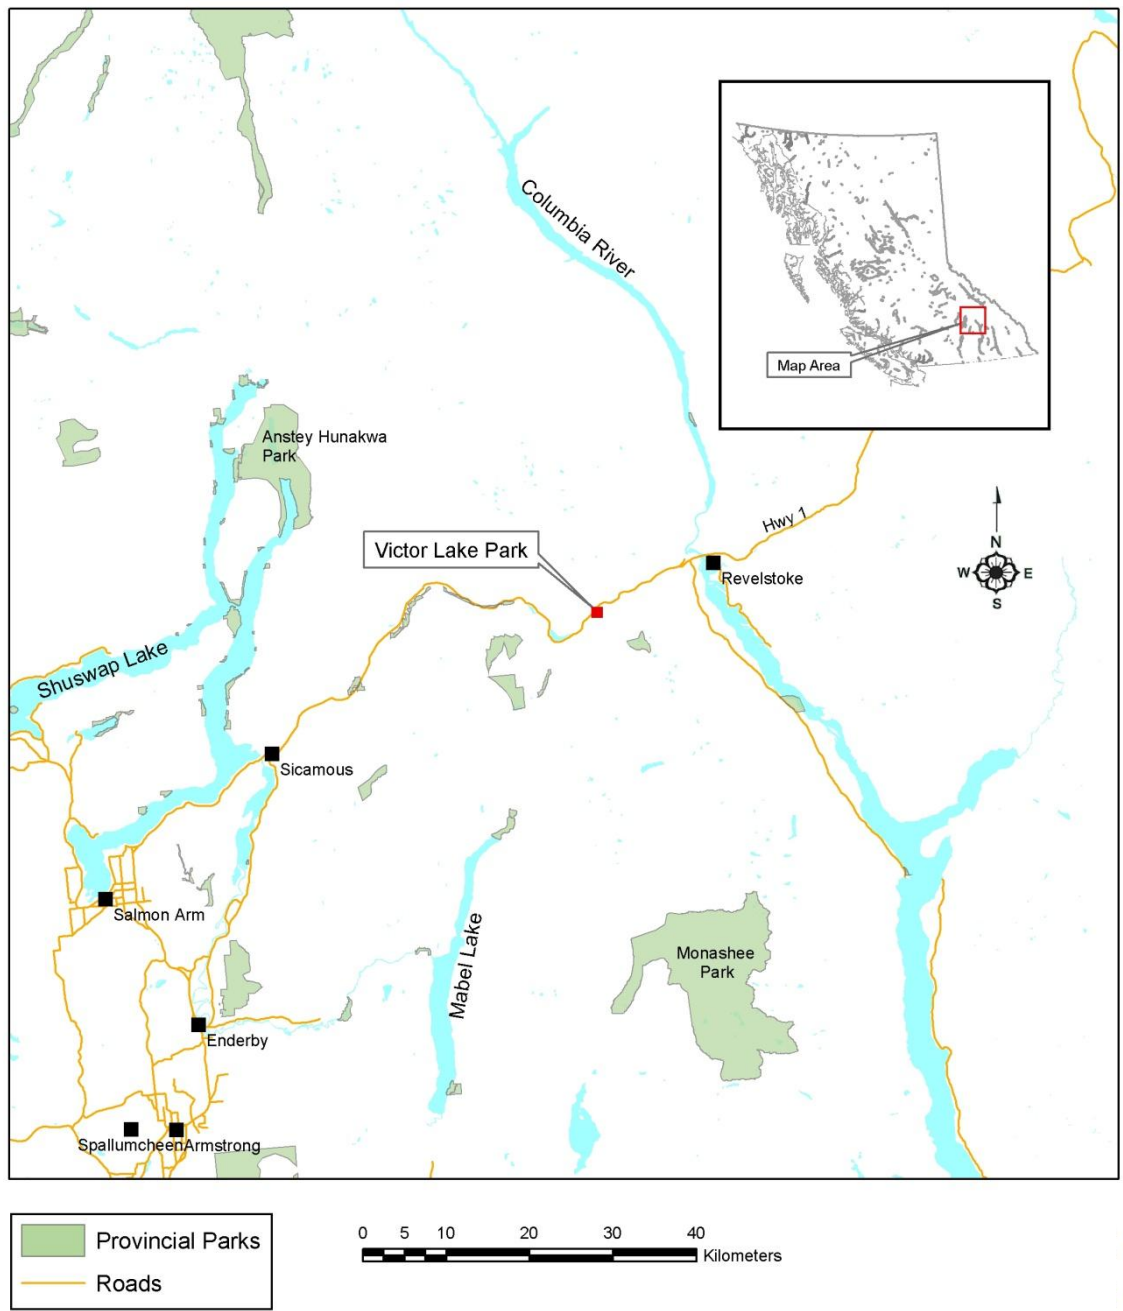 Columbia River
Map Area
Anstey Hunakwa
Park
Hwy 1
Victor Lake Park
N
W E
S
Revelstoke
Shuswap Lake
Sicamous
Salmon Arm
Mabel Lake
Monashee
Park
Enderby
Spallumcheen
Armstrong
Provincial Parks
Roads
0 5 10 20 30 40
Kilometers